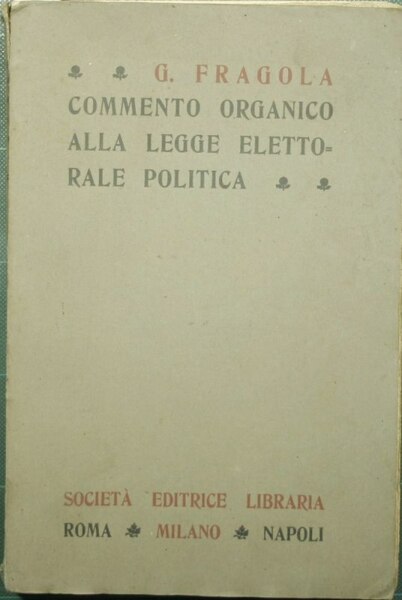 G. FRAGOLA
COMMENTO ORGANICO
ALLA LEGGE ELETTO=
RALE POLITICA
SOCIETÀ EDITRICE LIBRARIA
ROMA MILANO NAPOLI